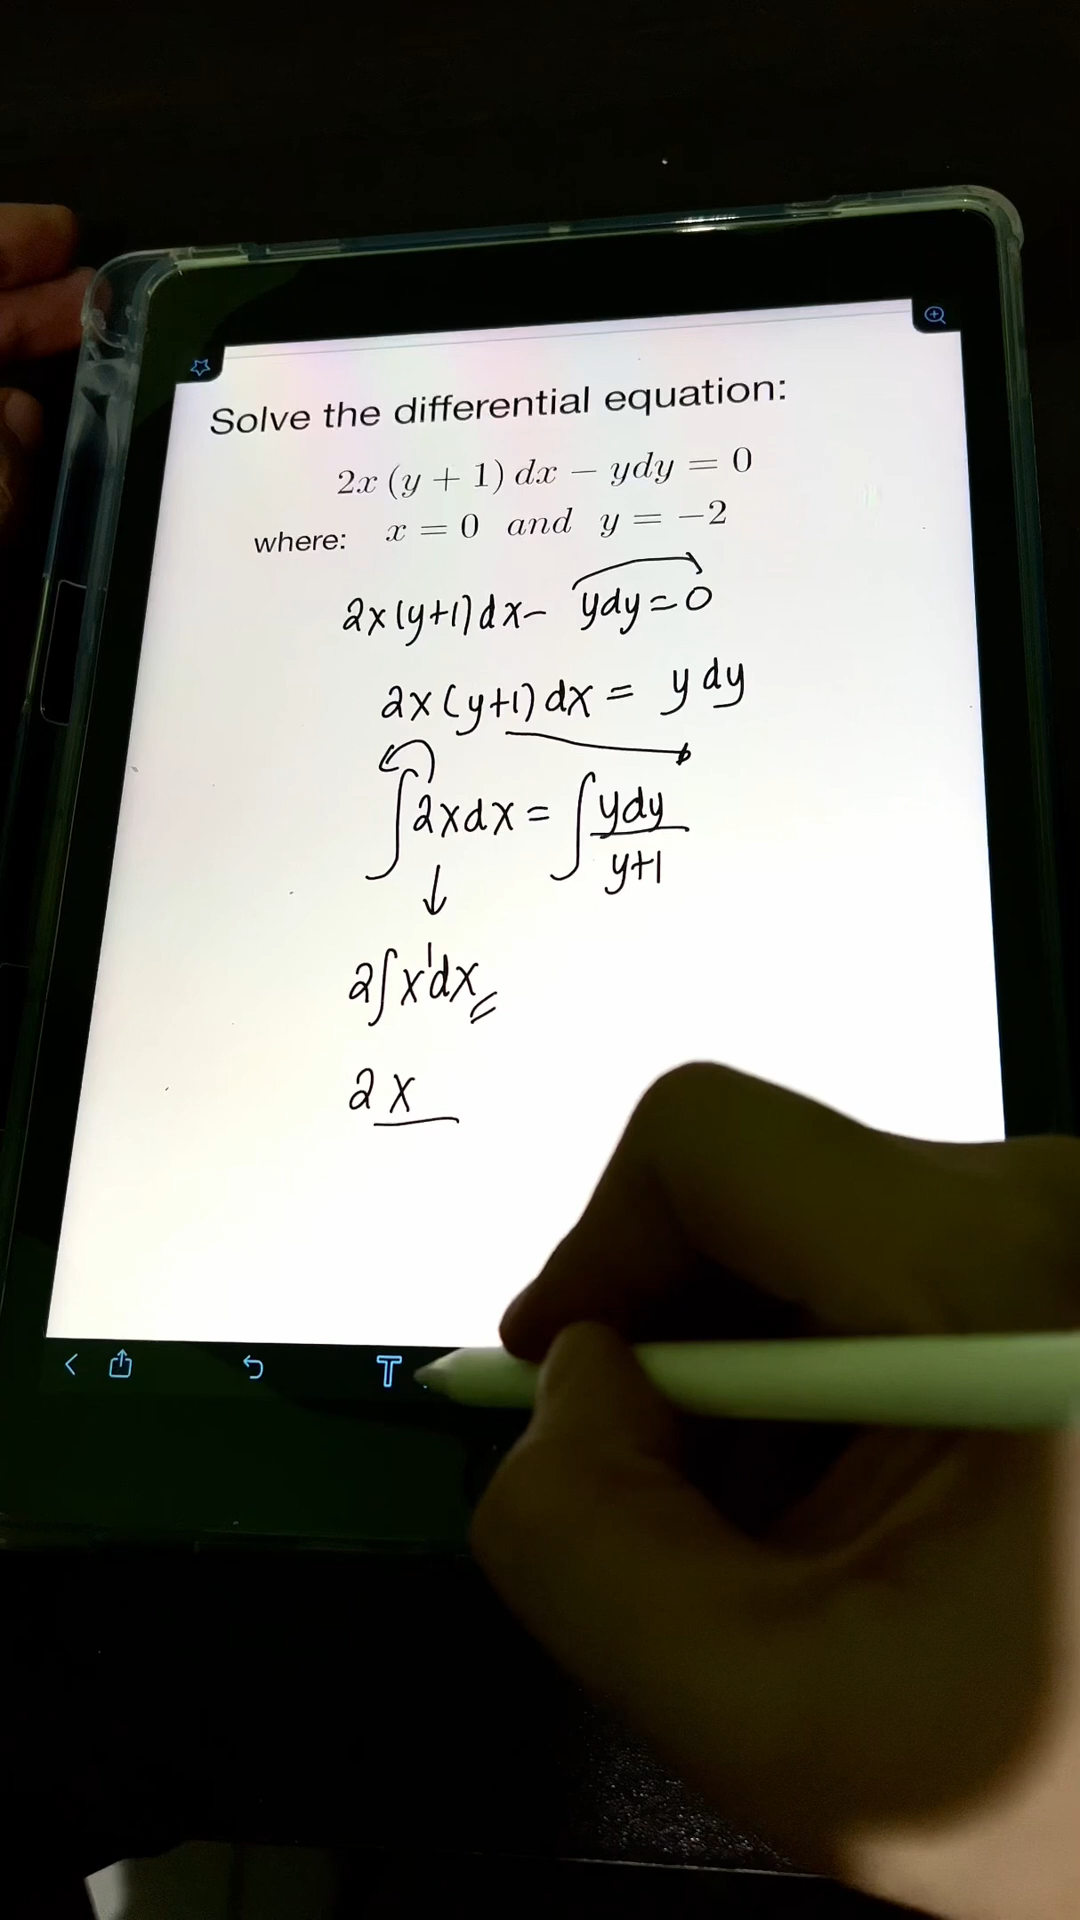 Solve the differential equation:
2x (y + 1) dx − ydy = 0
where: x = 0 and y = −2
2x(y+1)dx− ydy=0
2x(y+1)dx = ydy
∫2xdx = ∫ydy/y+1
2∫x¹dx
2x
T